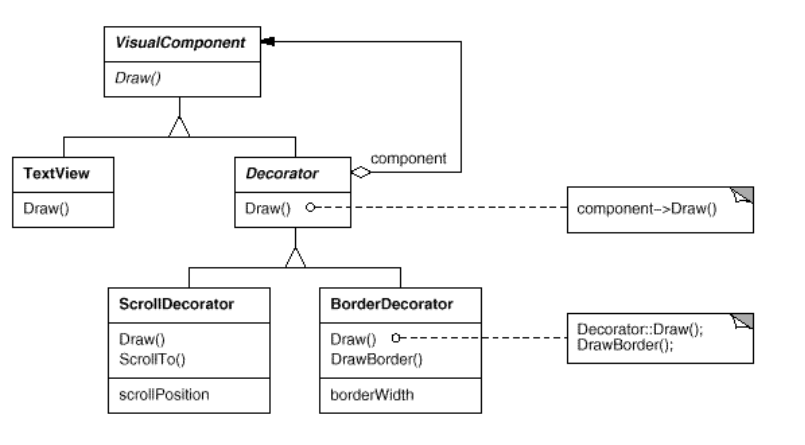 VisualComponent
Draw()
TextView
Draw()
Decorator
Draw()
component
component->Draw()
ScrollDecorator
Draw()
ScrollTo()
scrollPosition
BorderDecorator
Draw()
DrawBorder()
borderWidth
Decorator::Draw();
DrawBorder();